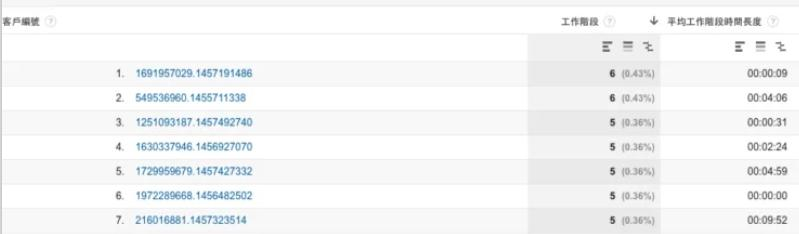 客戶編號 ? 工作階段 ? ↓ 平均工作階段時間長度 ?
1. 1691957029.1457191486 6 (0.43%) 00:00:09
2. 549536960.1455711338 6 (0.43%) 00:04:06
3. 1251093187.1457492740 5 (0.36%) 00:00:31
4. 1630337946.1456927070 5 (0.36%) 00:02:24
5. 1729959679.1457427332 5 (0.36%) 00:04:59
6. 1972289668.1456482502 5 (0.36%) 00:00:00
7. 216016881.1457323514 5 (0.36%) 00:09:52